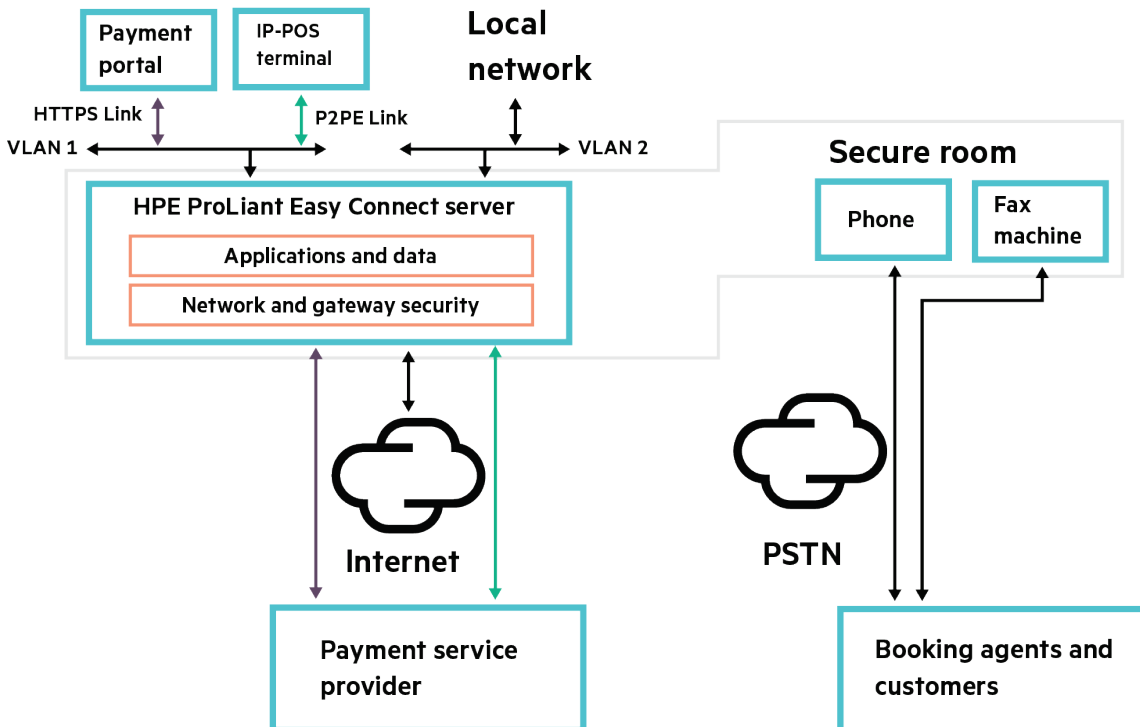 Payment
portal
IP-POS
terminal
Local
network
HTTPS Link
P2PE Link
VLAN 1
VLAN 2
Secure room
HPE ProLiant Easy Connect server
Applications and data
Network and gateway security
Phone
Fax
machine
Internet
PSTN
Payment service
provider
Booking agents and
customers